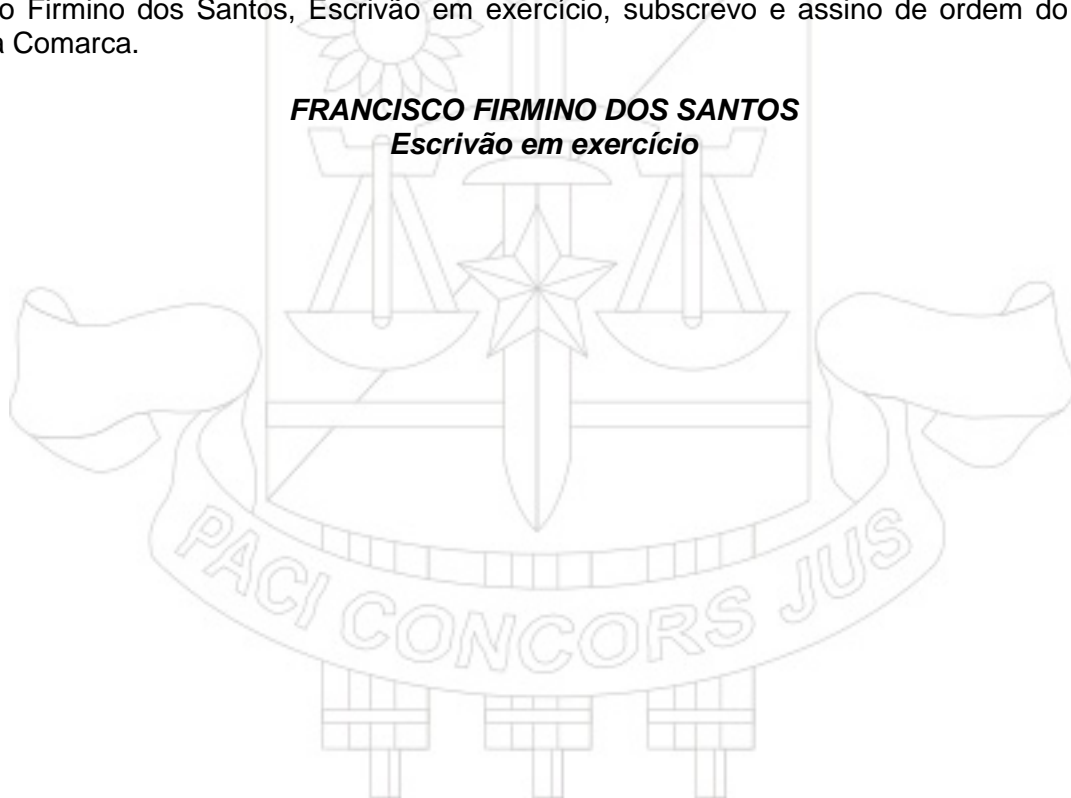 o Firmino dos Santos, Escrivão em exercício, subscrevo e assino de ordem do
a Comarca.
FRANCISCO FIRMINO DOS SANTOS
Escrivão em exercício
PACI CONCORS JUS